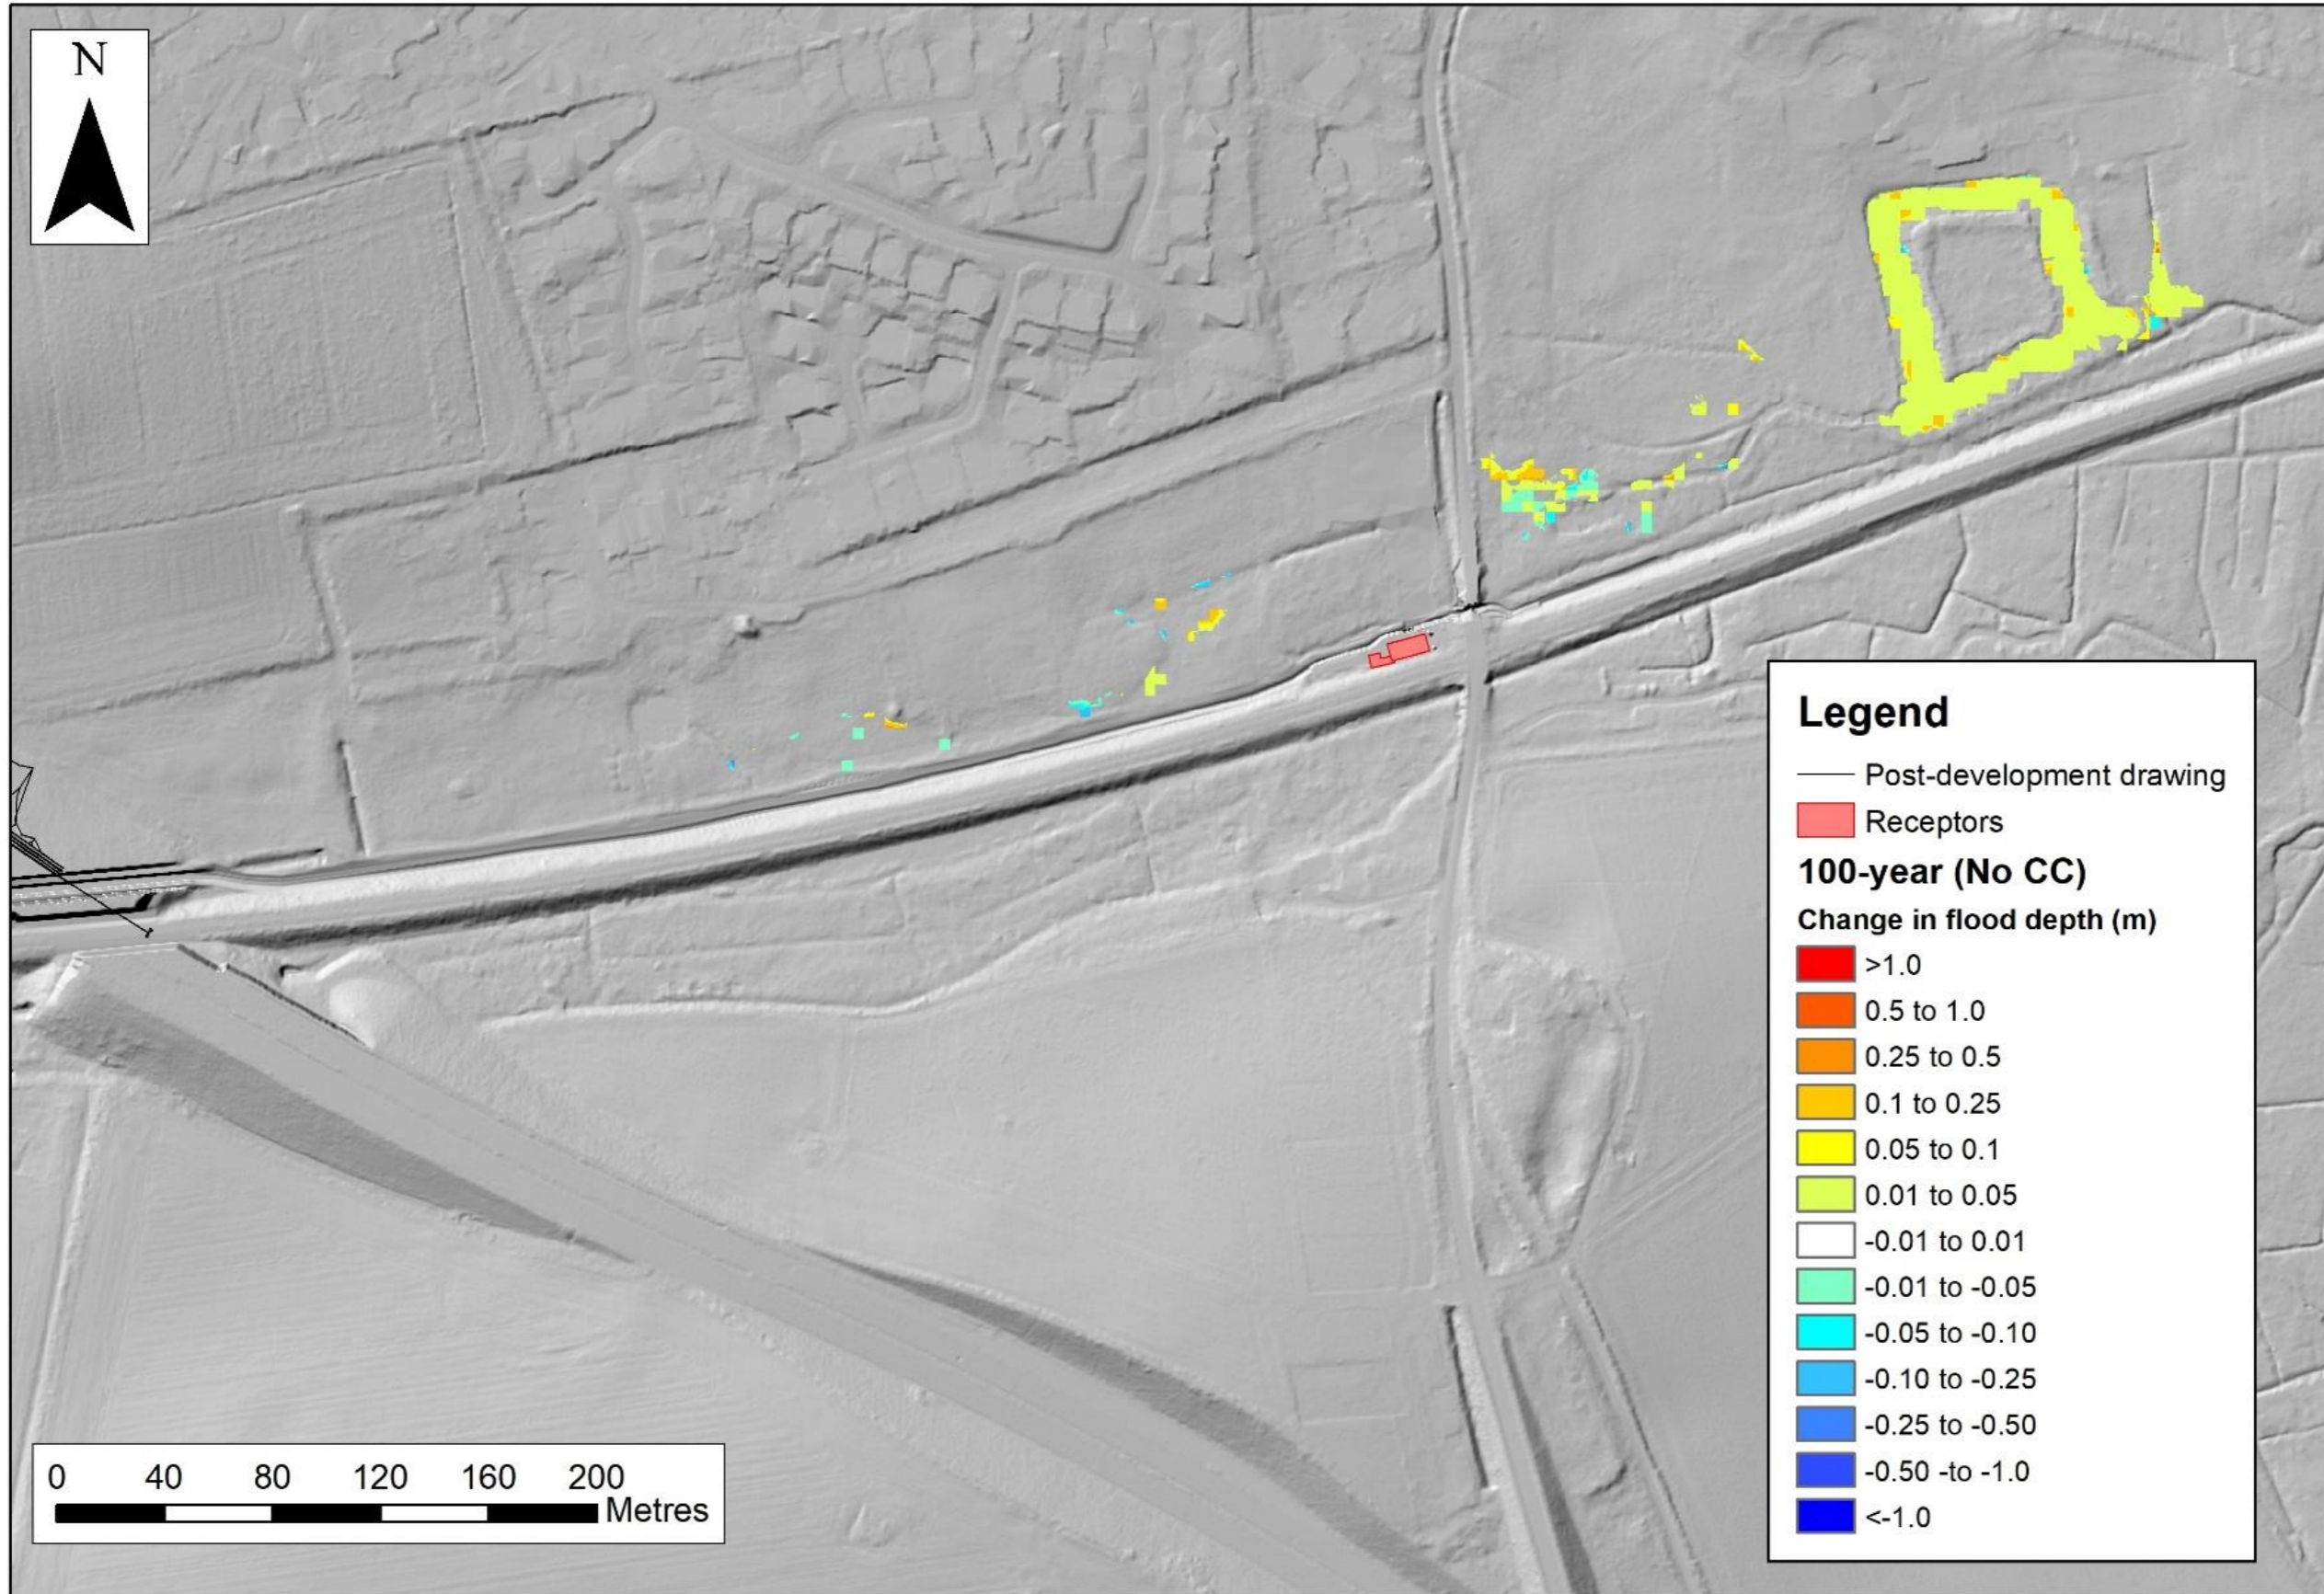 N
Legend
Post-development drawing
Receptors
100-year (No CC)
Change in flood depth (m)
>1.0
0.5 to 1.0
0.25 to 0.5
0.1 to 0.25
0.05 to 0.1
0.01 to 0.05
-0.01 to 0.01
-0.01 to -0.05
-0.05 to -0.10
-0.10 to -0.25
-0.25 to -0.50
-0.50 -to -1.0
<-1.0
0 40 80 120 160 200
Metres